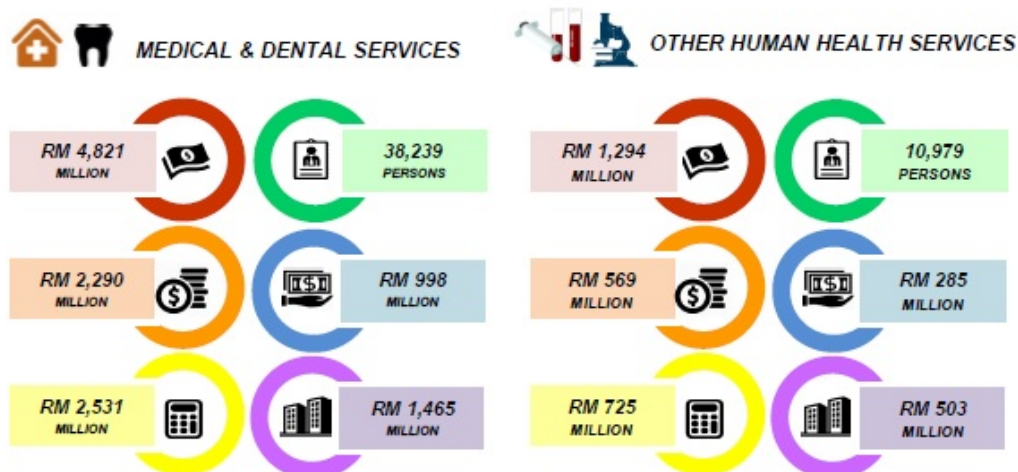 MEDICAL & DENTAL SERVICES
RM 4,821
MILLION
38,239
PERSONS
RM 2,290
MILLION
RM 998
MILLION
RM 2,531
MILLION
RM 1,465
MILLION
OTHER HUMAN HEALTH SERVICES
RM 1,294
MILLION
10,979
PERSONS
RM 569
MILLION
RM 285
MILLION
RM 725
MILLION
RM 503
MILLION